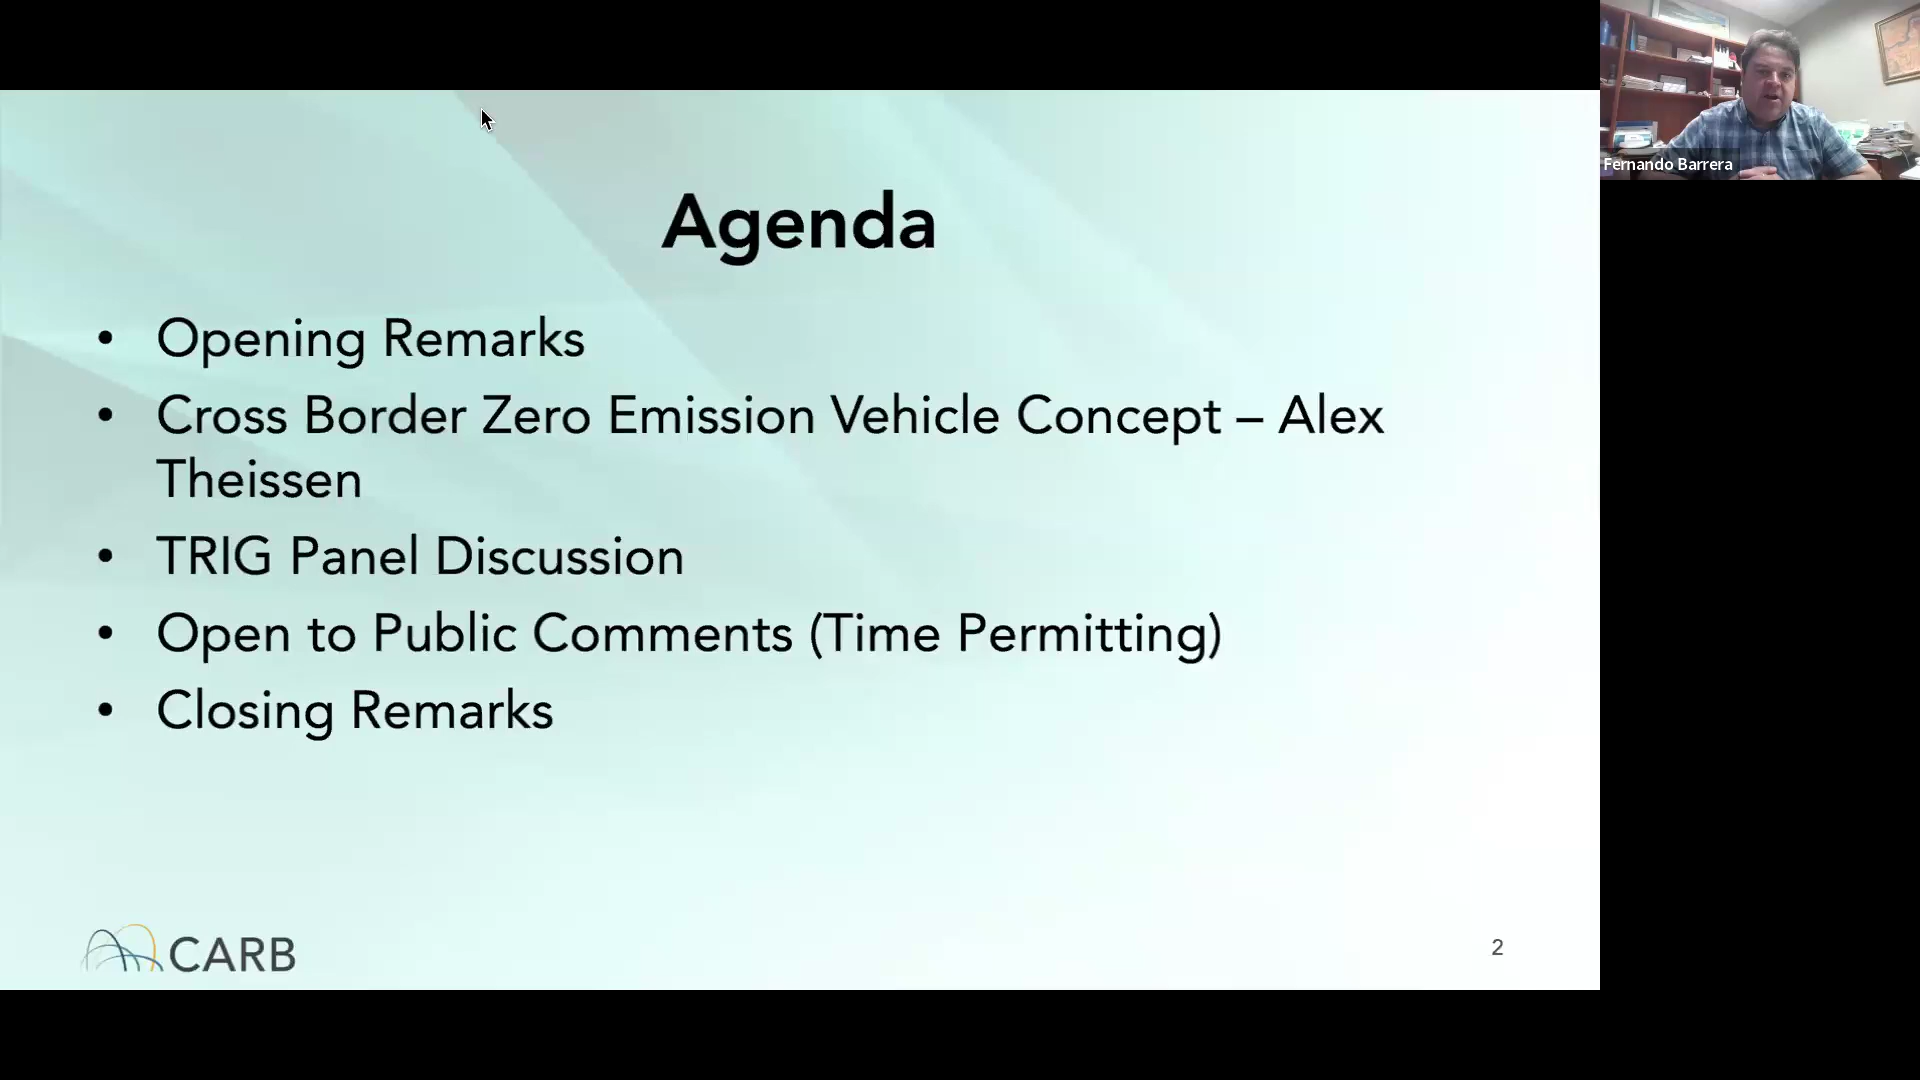 Agenda
• Opening Remarks
• Cross Border Zero Emission Vehicle Concept – Alex
Theissen
• TRIG Panel Discussion
• Open to Public Comments (Time Permitting)
• Closing Remarks
CARB
2
Fernando Barrera